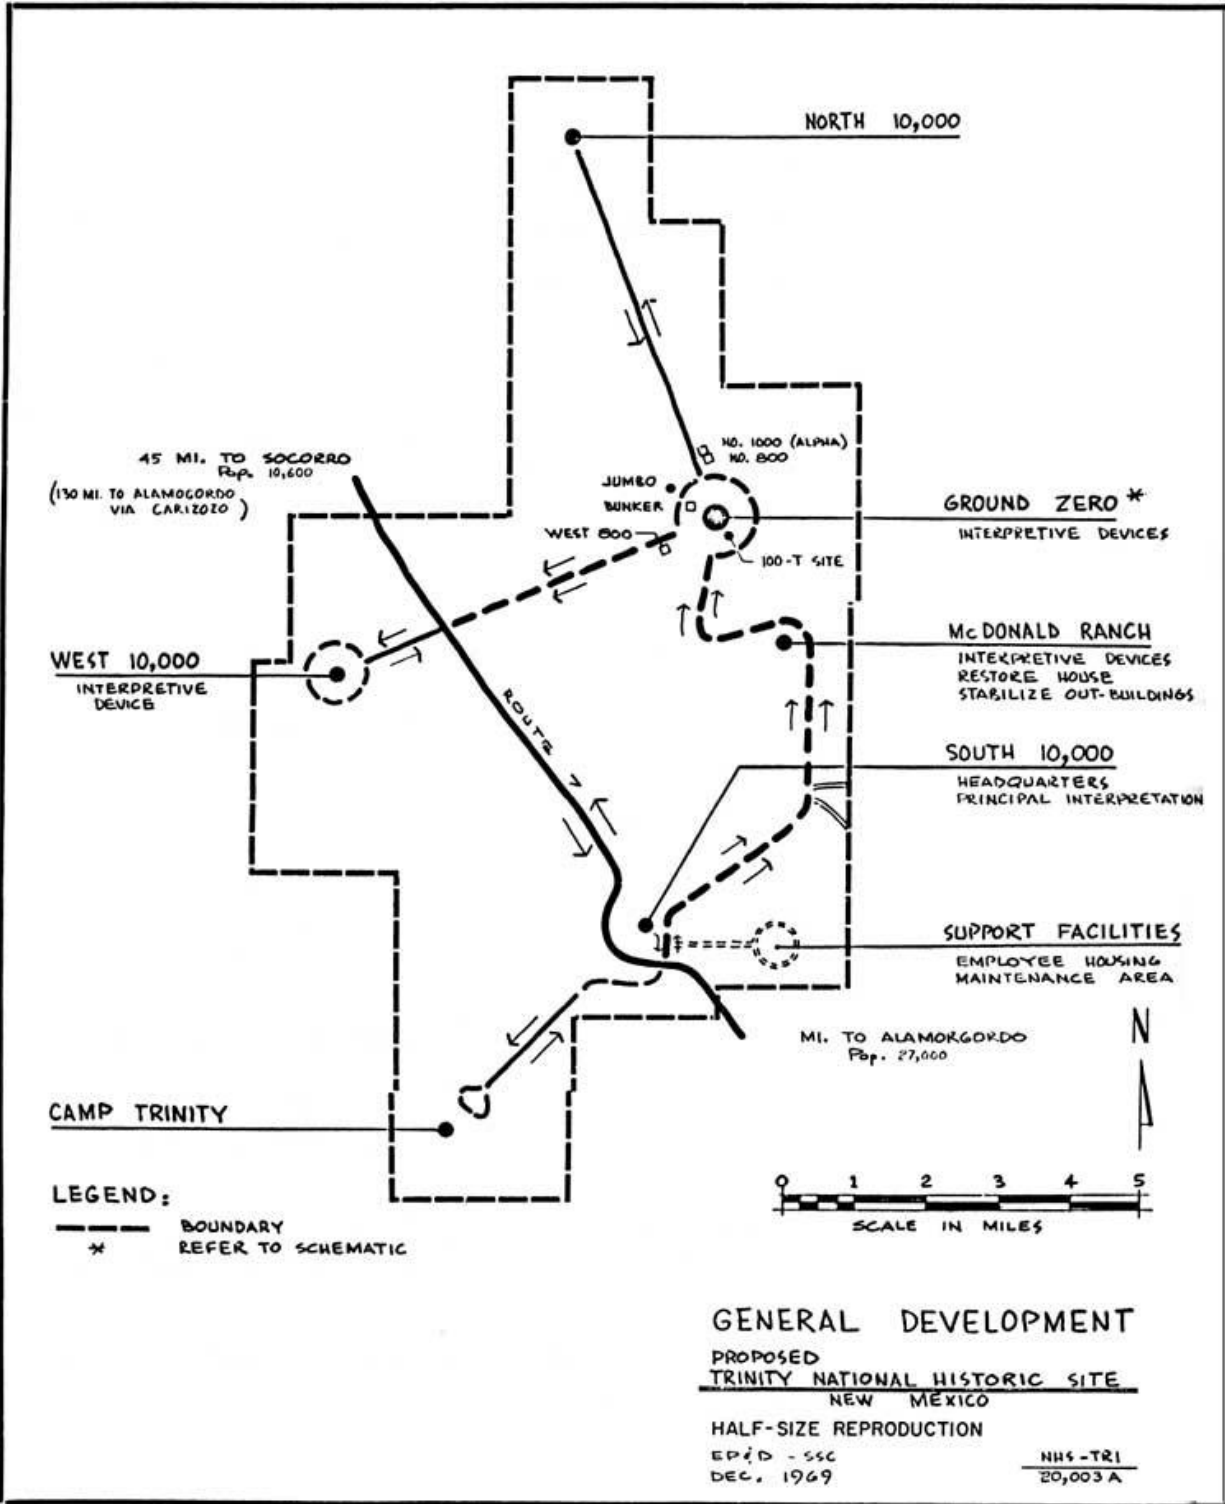 NORTH 10,000
45 MI. TO SOCORRO
Pop. 10,600
(130 MI. TO ALAMOGORDO
VIA CARIZOZO)
NO. 1000 (ALPHA)
NO. 800
JUMBO
BUNKER
WEST 800
100-T SITE
GROUND ZERO *
INTERPRETIVE DEVICES
WEST 10,000
INTERPRETIVE
DEVICE
McDONALD RANCH
INTERPRETIVE DEVICES
RESTORE HOUSE
STABILIZE OUT-BUILDINGS
ROUTE 7
SOUTH 10,000
HEADQUARTERS
PRINCIPAL INTERPRETATION
SUPPORT FACILITIES
EMPLOYEE HOUSING
MAINTENANCE AREA
MI. TO ALAMORGORDO
Pop. 27,000
N
CAMP TRINITY
LEGEND:
BOUNDARY
* REFER TO SCHEMATIC
0 1 2 3 4 5
SCALE IN MILES
GENERAL DEVELOPMENT
PROPOSED
TRINITY NATIONAL HISTORIC SITE
NEW MEXICO
HALF-SIZE REPRODUCTION
EP&D - SSC
DEC. 1969
NHS-TRI
20,003 A